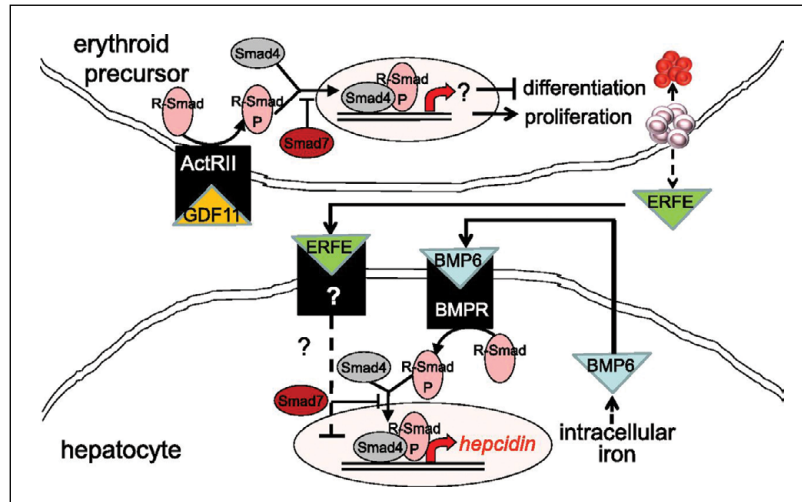 erythroid
precursor
Smad4
R-Smad
R-Smad
P
Smad7
R-Smad
Smad4
P
?
differentiation
proliferation
ActRII
GDF11
ERFE
ERFE
?
BMP6
BMPR
?
Smad4
R-Smad
P
R-Smad
Smad7
R-Smad
Smad4
P
hepcidin
BMP6
intracellular
iron
hepatocyte